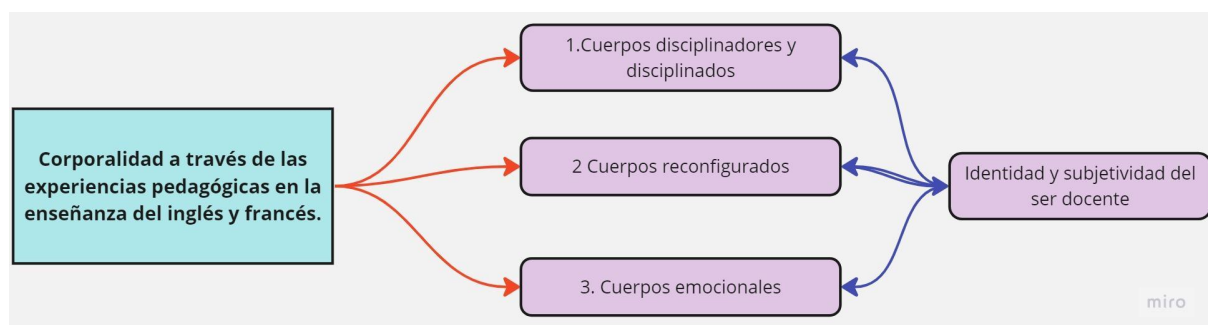 1.Cuerpos disciplinadores y
disciplinados
Corporalidad a través de las
experiencias pedagógicas en la
enseñanza del inglés y francés.
2 Cuerpos reconfigurados
Identidad y subjetividad del
ser docente
3. Cuerpos emocionales
miro